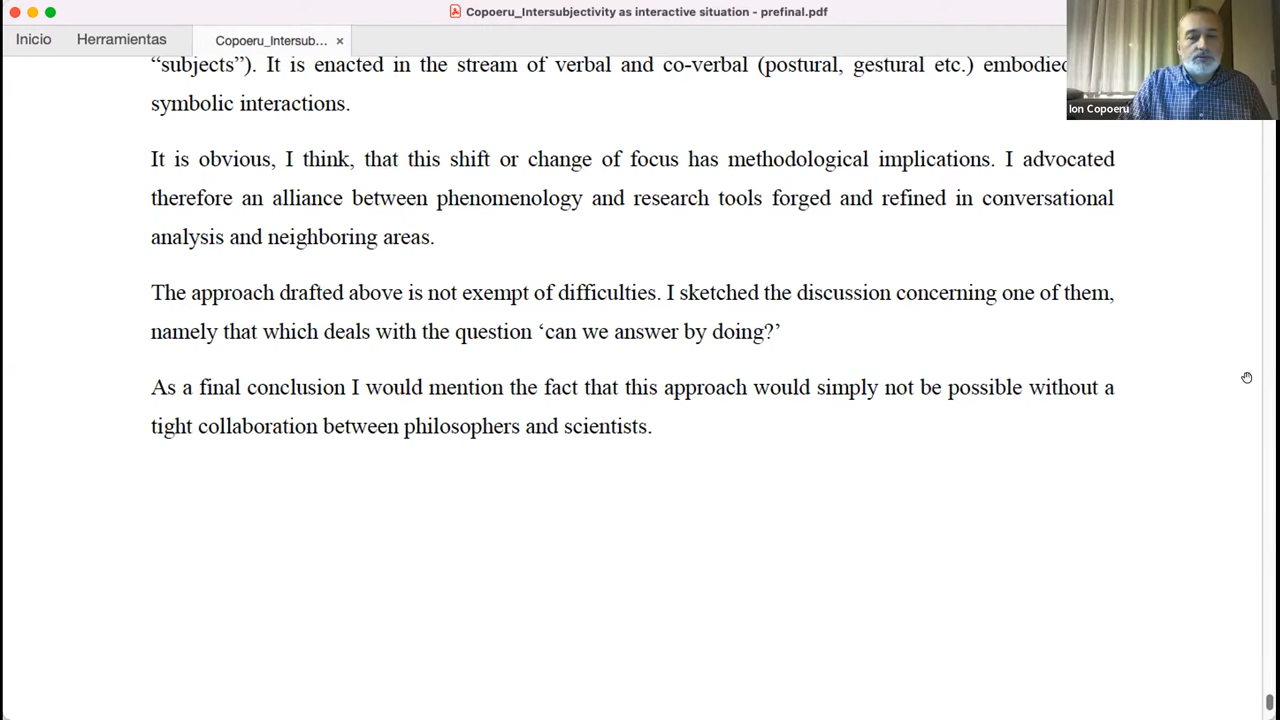 Copoeru_Intersubjectivity as interactive situation - prefinal.pdf
Inicio Herramientas Copoeru_Intersub... ×
“subjects”). It is enacted in the stream of verbal and co-verbal (postural, gestural etc.) embodied
symbolic interactions.
It is obvious, I think, that this shift or change of focus has methodological implications. I advocated
therefore an alliance between phenomenology and research tools forged and refined in conversational
analysis and neighboring areas.
The approach drafted above is not exempt of difficulties. I sketched the discussion concerning one of them,
namely that which deals with the question ‘can we answer by doing?’
As a final conclusion I would mention the fact that this approach would simply not be possible without a
tight collaboration between philosophers and scientists.
Ion Copoeru